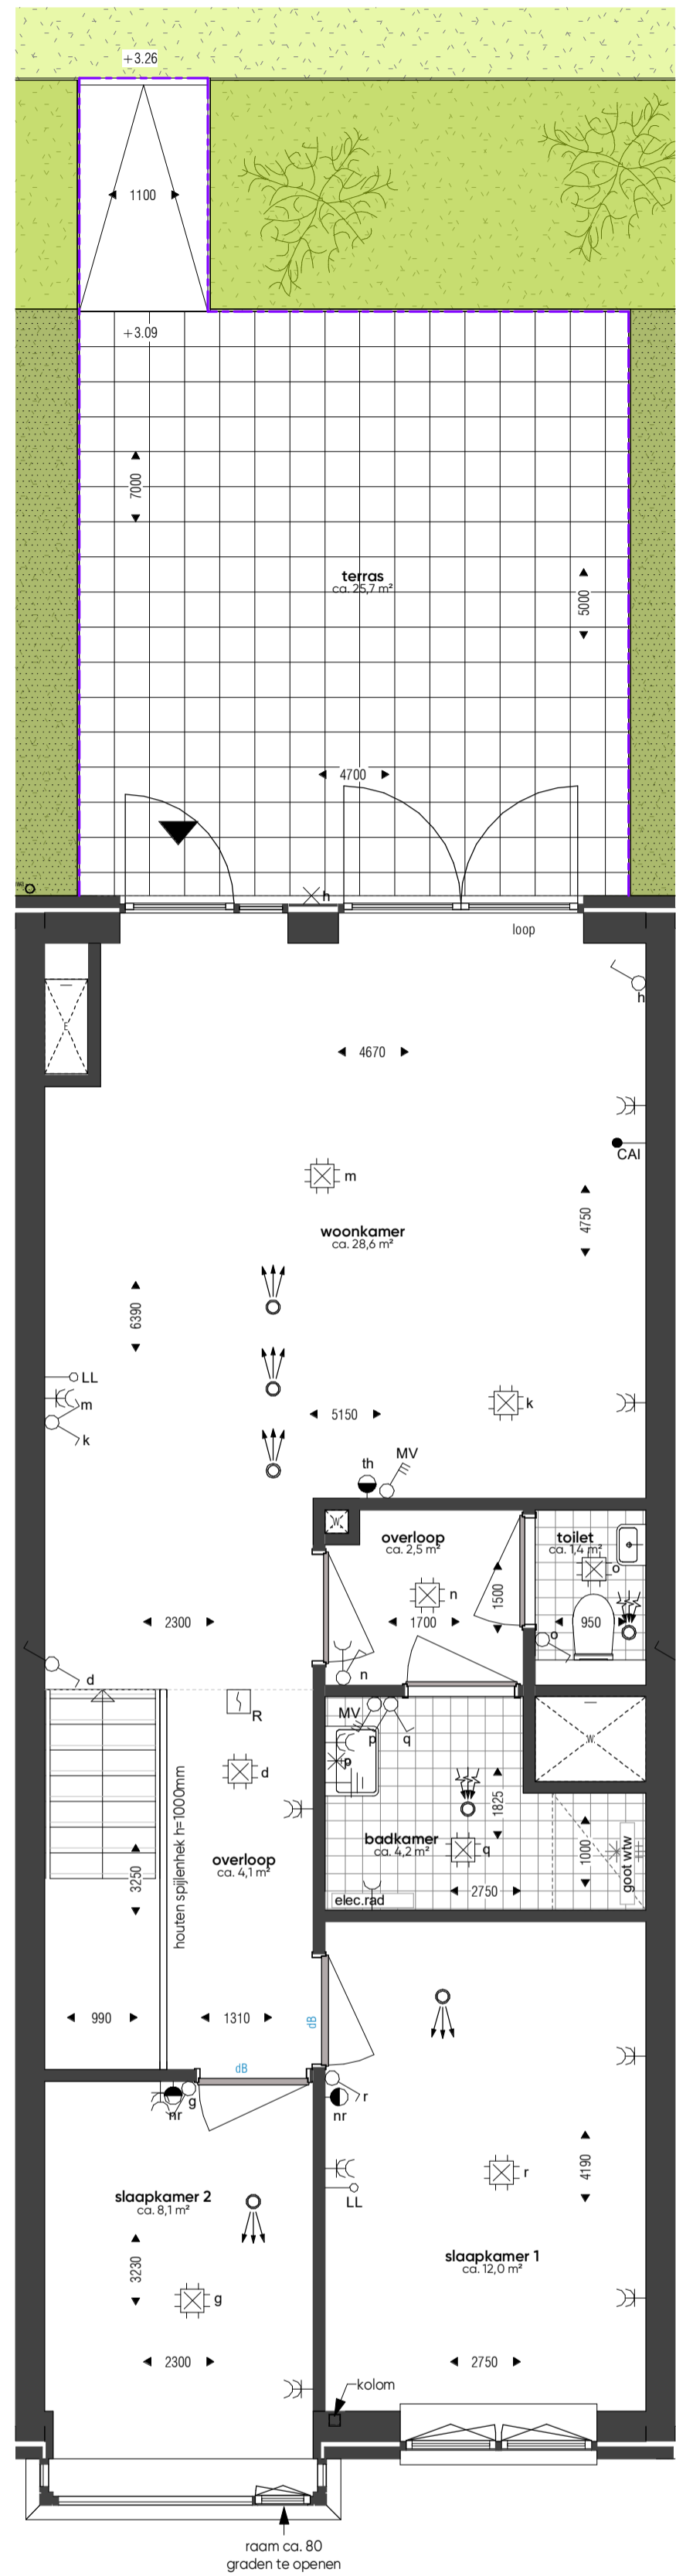 +3.26
1100
+3.09
7000
terras
ca. 25,7 m²
5000
4700
h
loop
h
E
4670
CAI
m
4750
woonkamer
ca. 28,6 m²
6390
LL
m
k
k
5150
MV
th
W
overloop
ca. 2,5 m²
toilet
ca. 1,4 m²
o
n
1500
1700
950
2300
o
n
d
R
MV
p
q
W
p
d
houten spijlenhek h=1000mm
1825
badkamer
ca. 4,2 m²
q
1000
goot wtw
overloop
ca. 4,1 m²
3250
2750
elec.rad
990
1310
dB
dB
g
nr
r
nr
4190
r
LL
slaapkamer 2
ca. 8,1 m²
slaapkamer 1
ca. 12,0 m²
3230
g
2300
2750
kolom
raam ca. 80
graden te openen